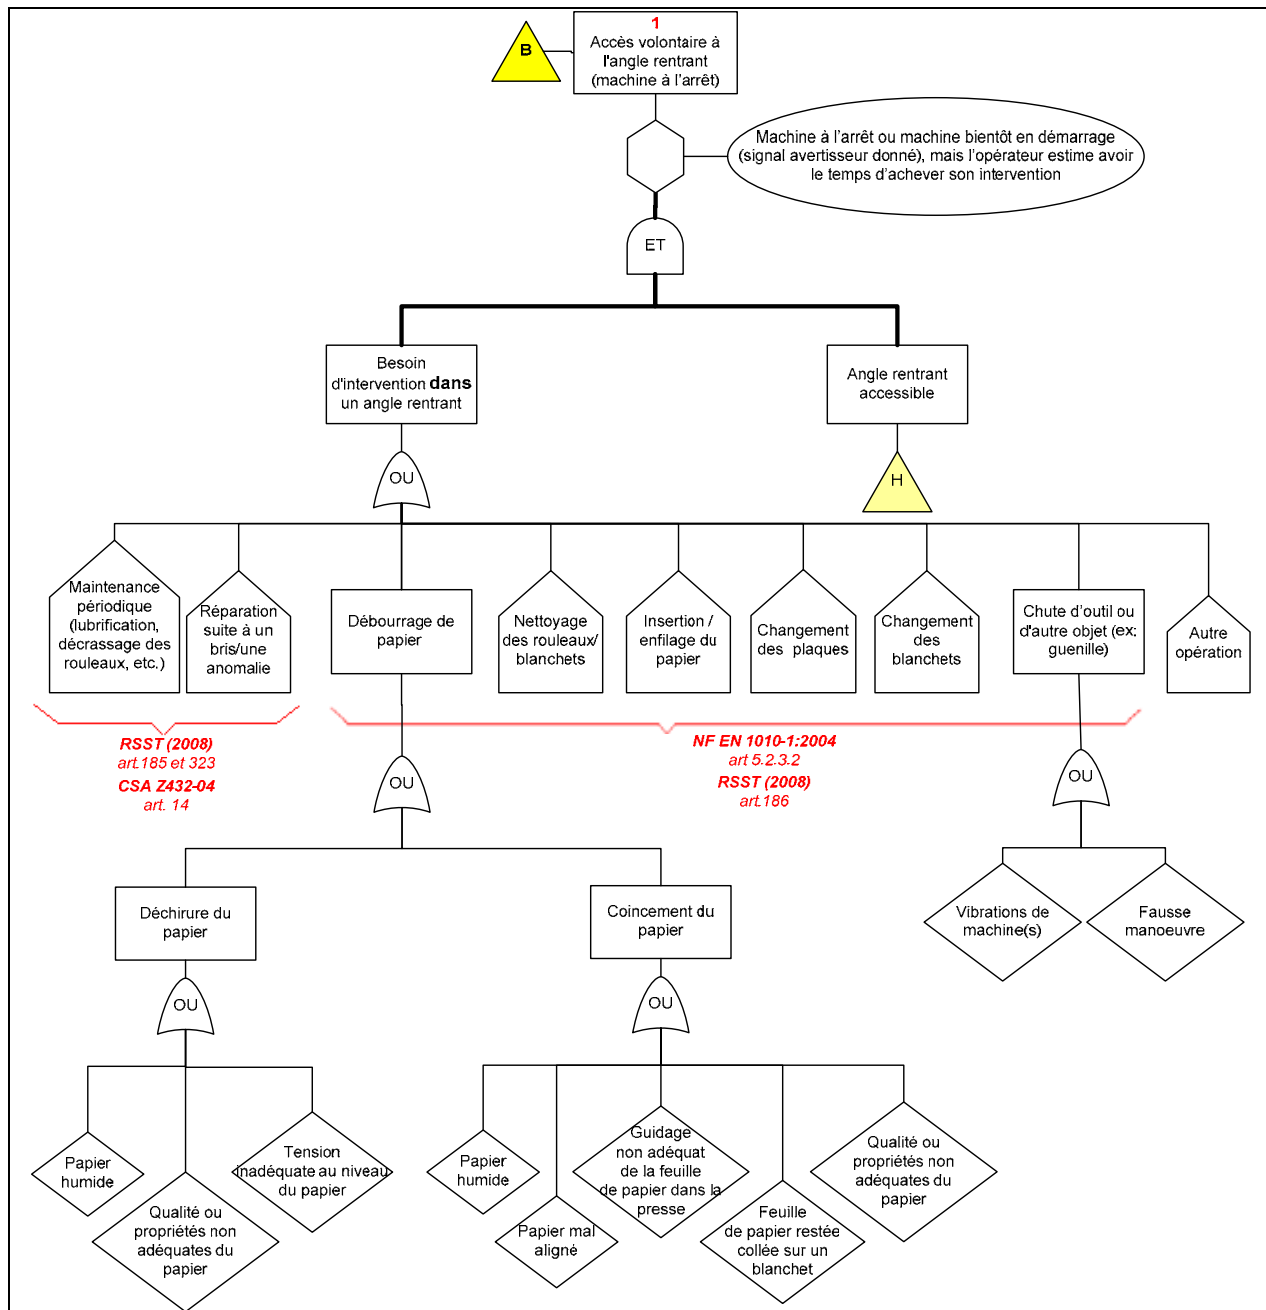 1
Accès volontaire à
l'angle rentrant
(machine à l'arrêt)
B
Machine à l'arrêt ou machine bientôt en démarrage
(signal avertisseur donné), mais l'opérateur estime avoir
le temps d'achever son intervention
ET
Besoin
d'intervention dans
un angle rentrant
Angle rentrant
accessible
OU
H
Maintenance
périodique
(lubrification,
décrassage des
rouleaux, etc.)
Réparation
suite à un
bris/une
anomalie
Débourrage de
papier
Nettoyage
des rouleaux/
blanchets
Insertion /
enfilage du
papier
Changement
des plaques
Changement
des
blanchets
Chute d'outil ou
d'autre objet (ex:
guenille)
Autre
opération
RSST (2008)
art.185 et 323
CSA Z432-04
art. 14
NF EN 1010-1:2004
art 5.2.3.2
RSST (2008)
art.186
OU
OU
Déchirure du
papier
Coincement du
papier
Vibrations de
machine(s)
Fausse
manoeuvre
OU
OU
Papier
humide
Qualité ou
propriétés non
adéquates du
papier
Tension
inadéquate au niveau
du papier
Papier
humide
Papier mal
aligné
Guidage
non adéquat
de la feuille
de papier dans la
presse
Feuille
de papier restée
collée sur un
blanchet
Qualité ou
propriétés non
adéquates du
papier